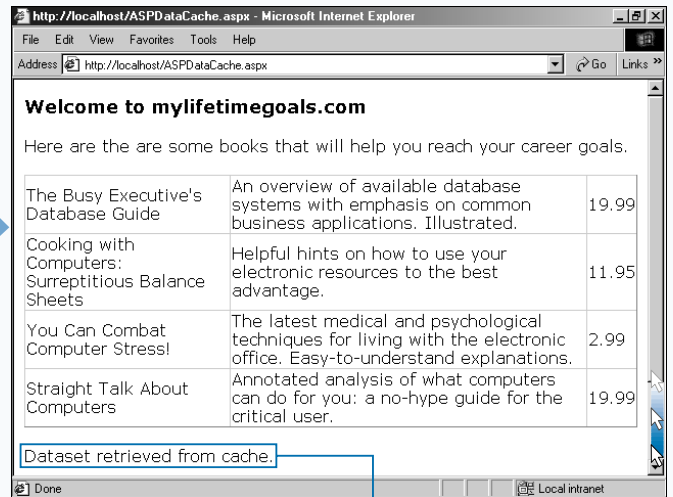 http://localhost/ASPDataCache.aspx - Microsoft Internet Explorer
File Edit View Favorites Tools Help
Address http://localhost/ASPDataCache.aspx Go Links »
Welcome to mylifetimegoals.com
Here are the are some books that will help you reach your career goals.
The Busy Executive's
Database Guide
An overview of available database
systems with emphasis on common
business applications. Illustrated.
19.99
Cooking with
Computers:
Surreptitious Balance
Sheets
Helpful hints on how to use your
electronic resources to the best
advantage.
11.95
You Can Combat
Computer Stress!
The latest medical and psychological
techniques for living with the electronic
office. Easy-to-understand explanations.
2.99
Straight Talk About
Computers
Annotated analysis of what computers
can do for you: a no-hype guide for the
critical user.
19.99
Dataset retrieved from cache.
Done Local intranet